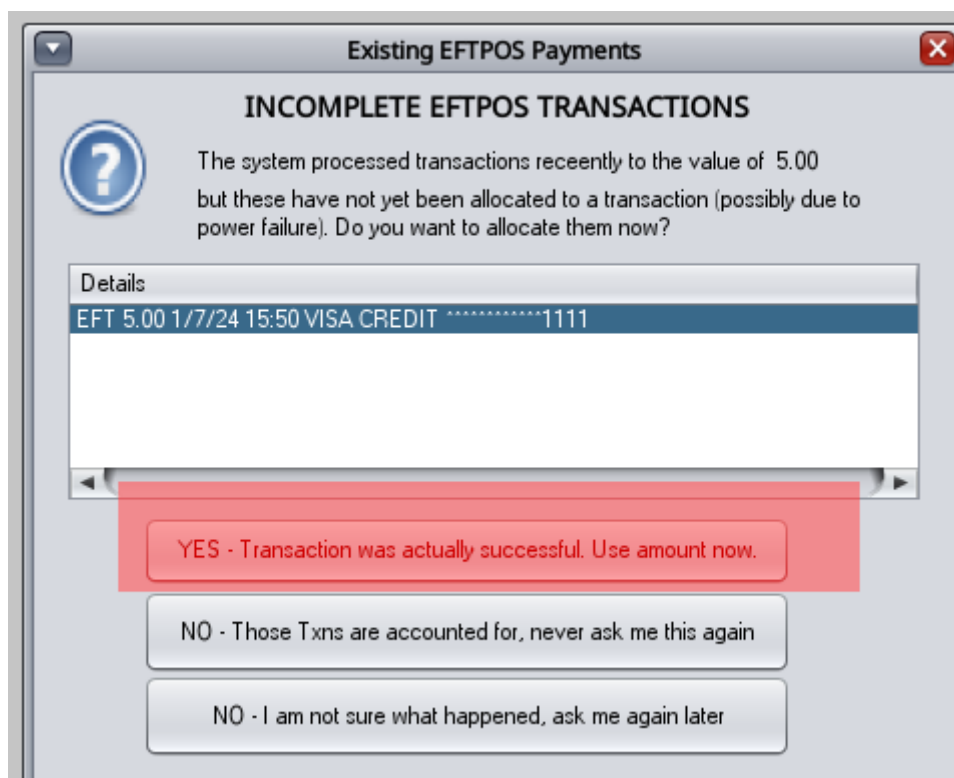 Existing EFTPOS Payments
INCOMPLETE EFTPOS TRANSACTIONS
The system processed transactions receently to the value of 5.00
but these have not yet been allocated to a transaction (possibly due to
power failure). Do you want to allocate them now?
Details
EFT 5.00 1/7/24 15:50 VISA CREDIT ************1111
YES - Transaction was actually successful. Use amount now.
NO - Those Txns are accounted for, never ask me this again
NO - I am not sure what happened, ask me again later